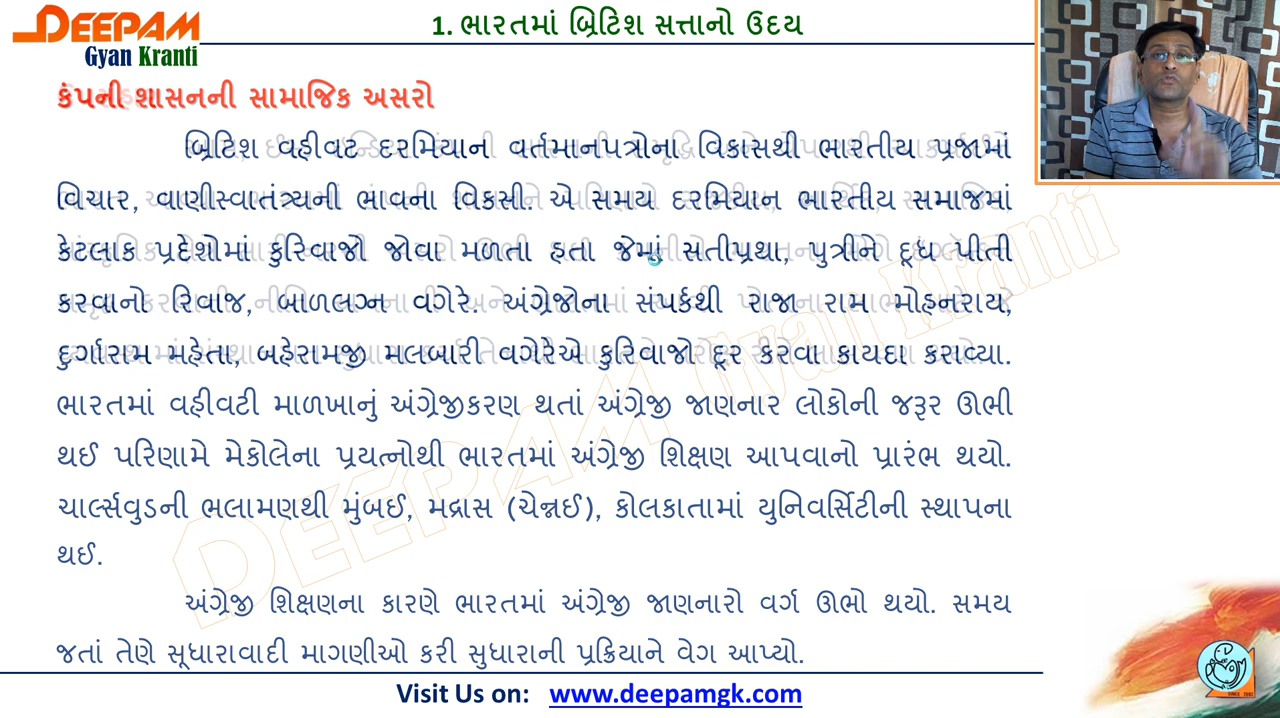 DEEPAM
Gyan Kranti
1. ભારતમાં બ્રિટિશ સત્તાનો ઉદય
કંપની શાસનની સામાજિક અસરો
બ્રિટિશ વહીવટ દરમિયાન વર્તમાનપત્રોના વિકાસથી ભારતીય પ્રજામાં
વિચાર, વાણીસ્વાતંત્ર્યની ભાવના વિકસી. એ સમય દરમિયાન ભારતીય સમાજમાં
કેટલાક પ્રદેશોમાં કુરિવાજો જોવા મળતા હતા જેમાં સતીપ્રથા, પુત્રીને દૂધ પીતી
કરવાનો રિવાજ, બાળલગ્ન વગેરે. અંગ્રેજોના સંપર્કથી રાજા રામ મોહનરાય,
દુર્ગારામ મહેતા, બહેરામજી મલબારી વગેરેએ કુરિવાજો દૂર કરવા કાયદા કરાવ્યા.
ભારતમાં વહીવટી માળખાનું અંગ્રેજીકરણ થતાં અંગ્રેજી જાણનાર લોકોની જરૂર ઊભી
થઈ પરિણામે મેકોલેના પ્રયત્નોથી ભારતમાં અંગ્રેજી શિક્ષણ આપવાનો પ્રારંભ થયો.
ચાર્લ્સવુડની ભલામણથી મુંબઈ, મદ્રાસ (ચેન્નઈ), કોલકાતામાં યુનિવર્સિટીની સ્થાપના
થઈ.
અંગ્રેજી શિક્ષણના કારણે ભારતમાં અંગ્રેજી જાણનારો વર્ગ ઊભો થયો. સમય
જતાં તેણે સૂધારાવાદી માગણીઓ કરી સુધારાની પ્રક્રિયાને વેગ આપ્યો.
DEEPAM Gyan Kranti
Visit Us on: www.deepamgk.com